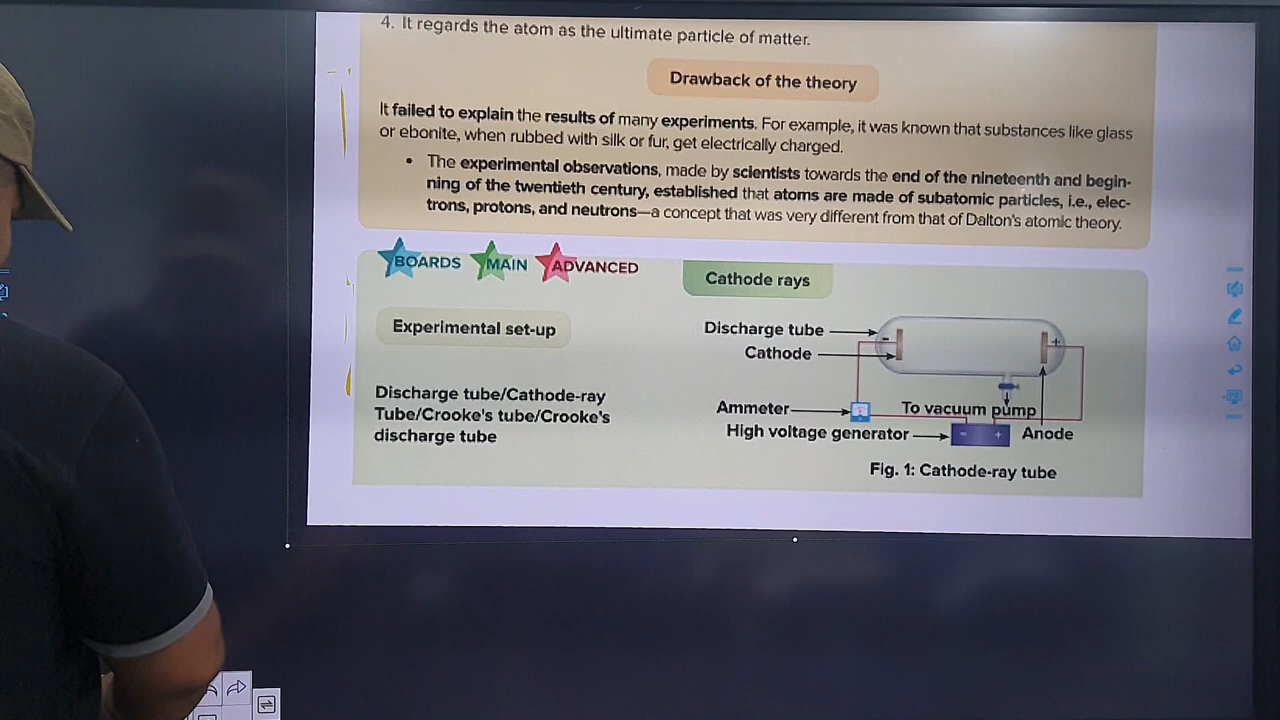 4. It regards the atom as the ultimate particle of matter.
Drawback of the theory
It failed to explain the results of many experiments. For example, it was known that substances like glass
or ebonite, when rubbed with silk or fur, get electrically charged.
• The experimental observations, made by scientists towards the end of the nineteenth and begin-
ning of the twentieth century, established that atoms are made of subatomic particles, i.e., elec-
trons, protons, and neutrons—a concept that was very different from that of Dalton's atomic theory.
BOARDS MAIN ADVANCED
Cathode rays
Experimental set-up
Discharge tube/Cathode-ray
Tube/Crooke's tube/Crooke's
discharge tube
Discharge tube
Cathode
- +
Ammeter
To vacuum pump
High voltage generator
- +
Anode
Fig. 1: Cathode-ray tube